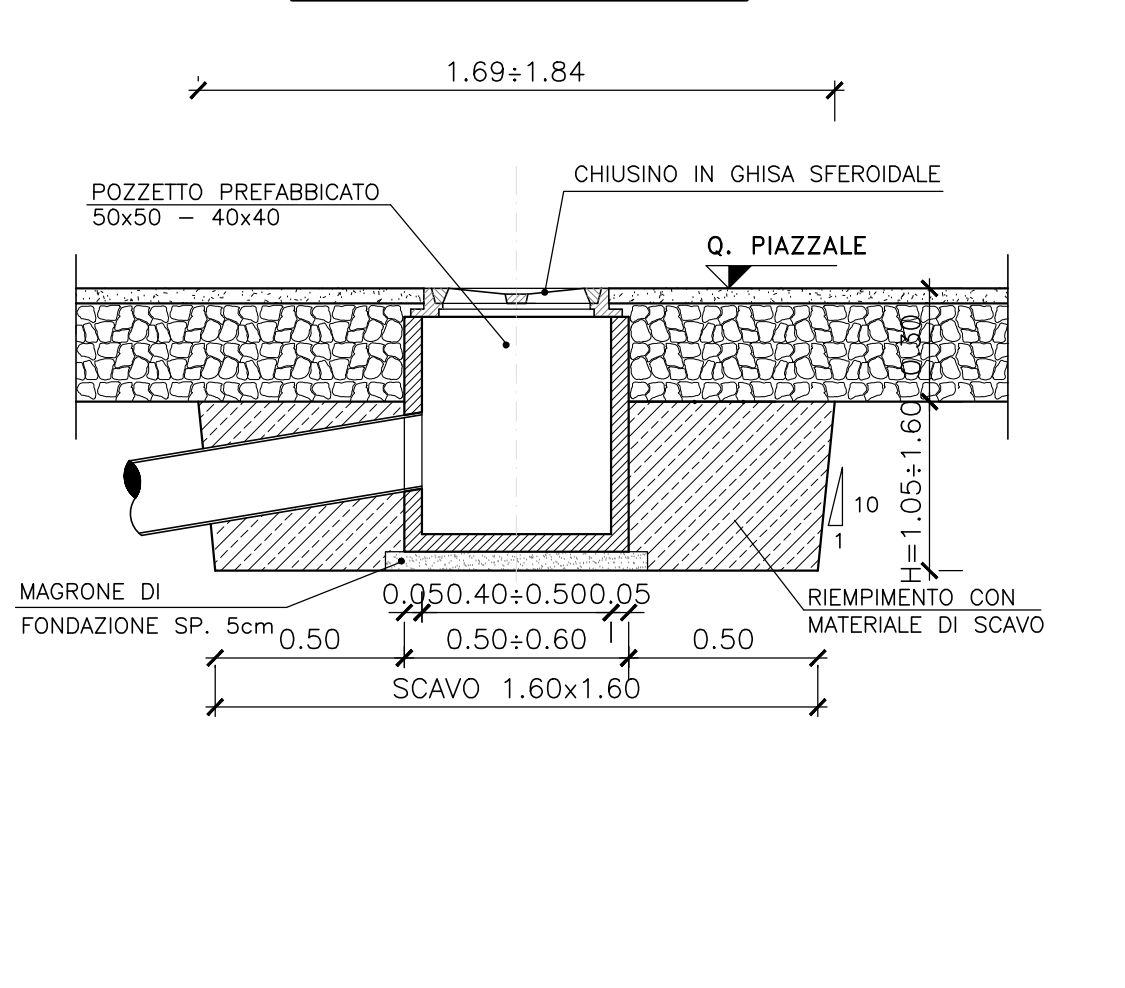 1.69÷1.84
CHIUSINO IN GHISA SFEROIDALE
POZZETTO PREFABBICATO
50x50 – 40x40
Q. PIAZZALE
0.30
H=1.05÷1.60
10
1
MAGRONE DI
FONDAZIONE SP. 5cm
RIEMPIMENTO CON
MATERIALE DI SCAVO
0.05
0.40÷0.50
0.05
0.50
0.50÷0.60
0.50
SCAVO 1.60x1.60